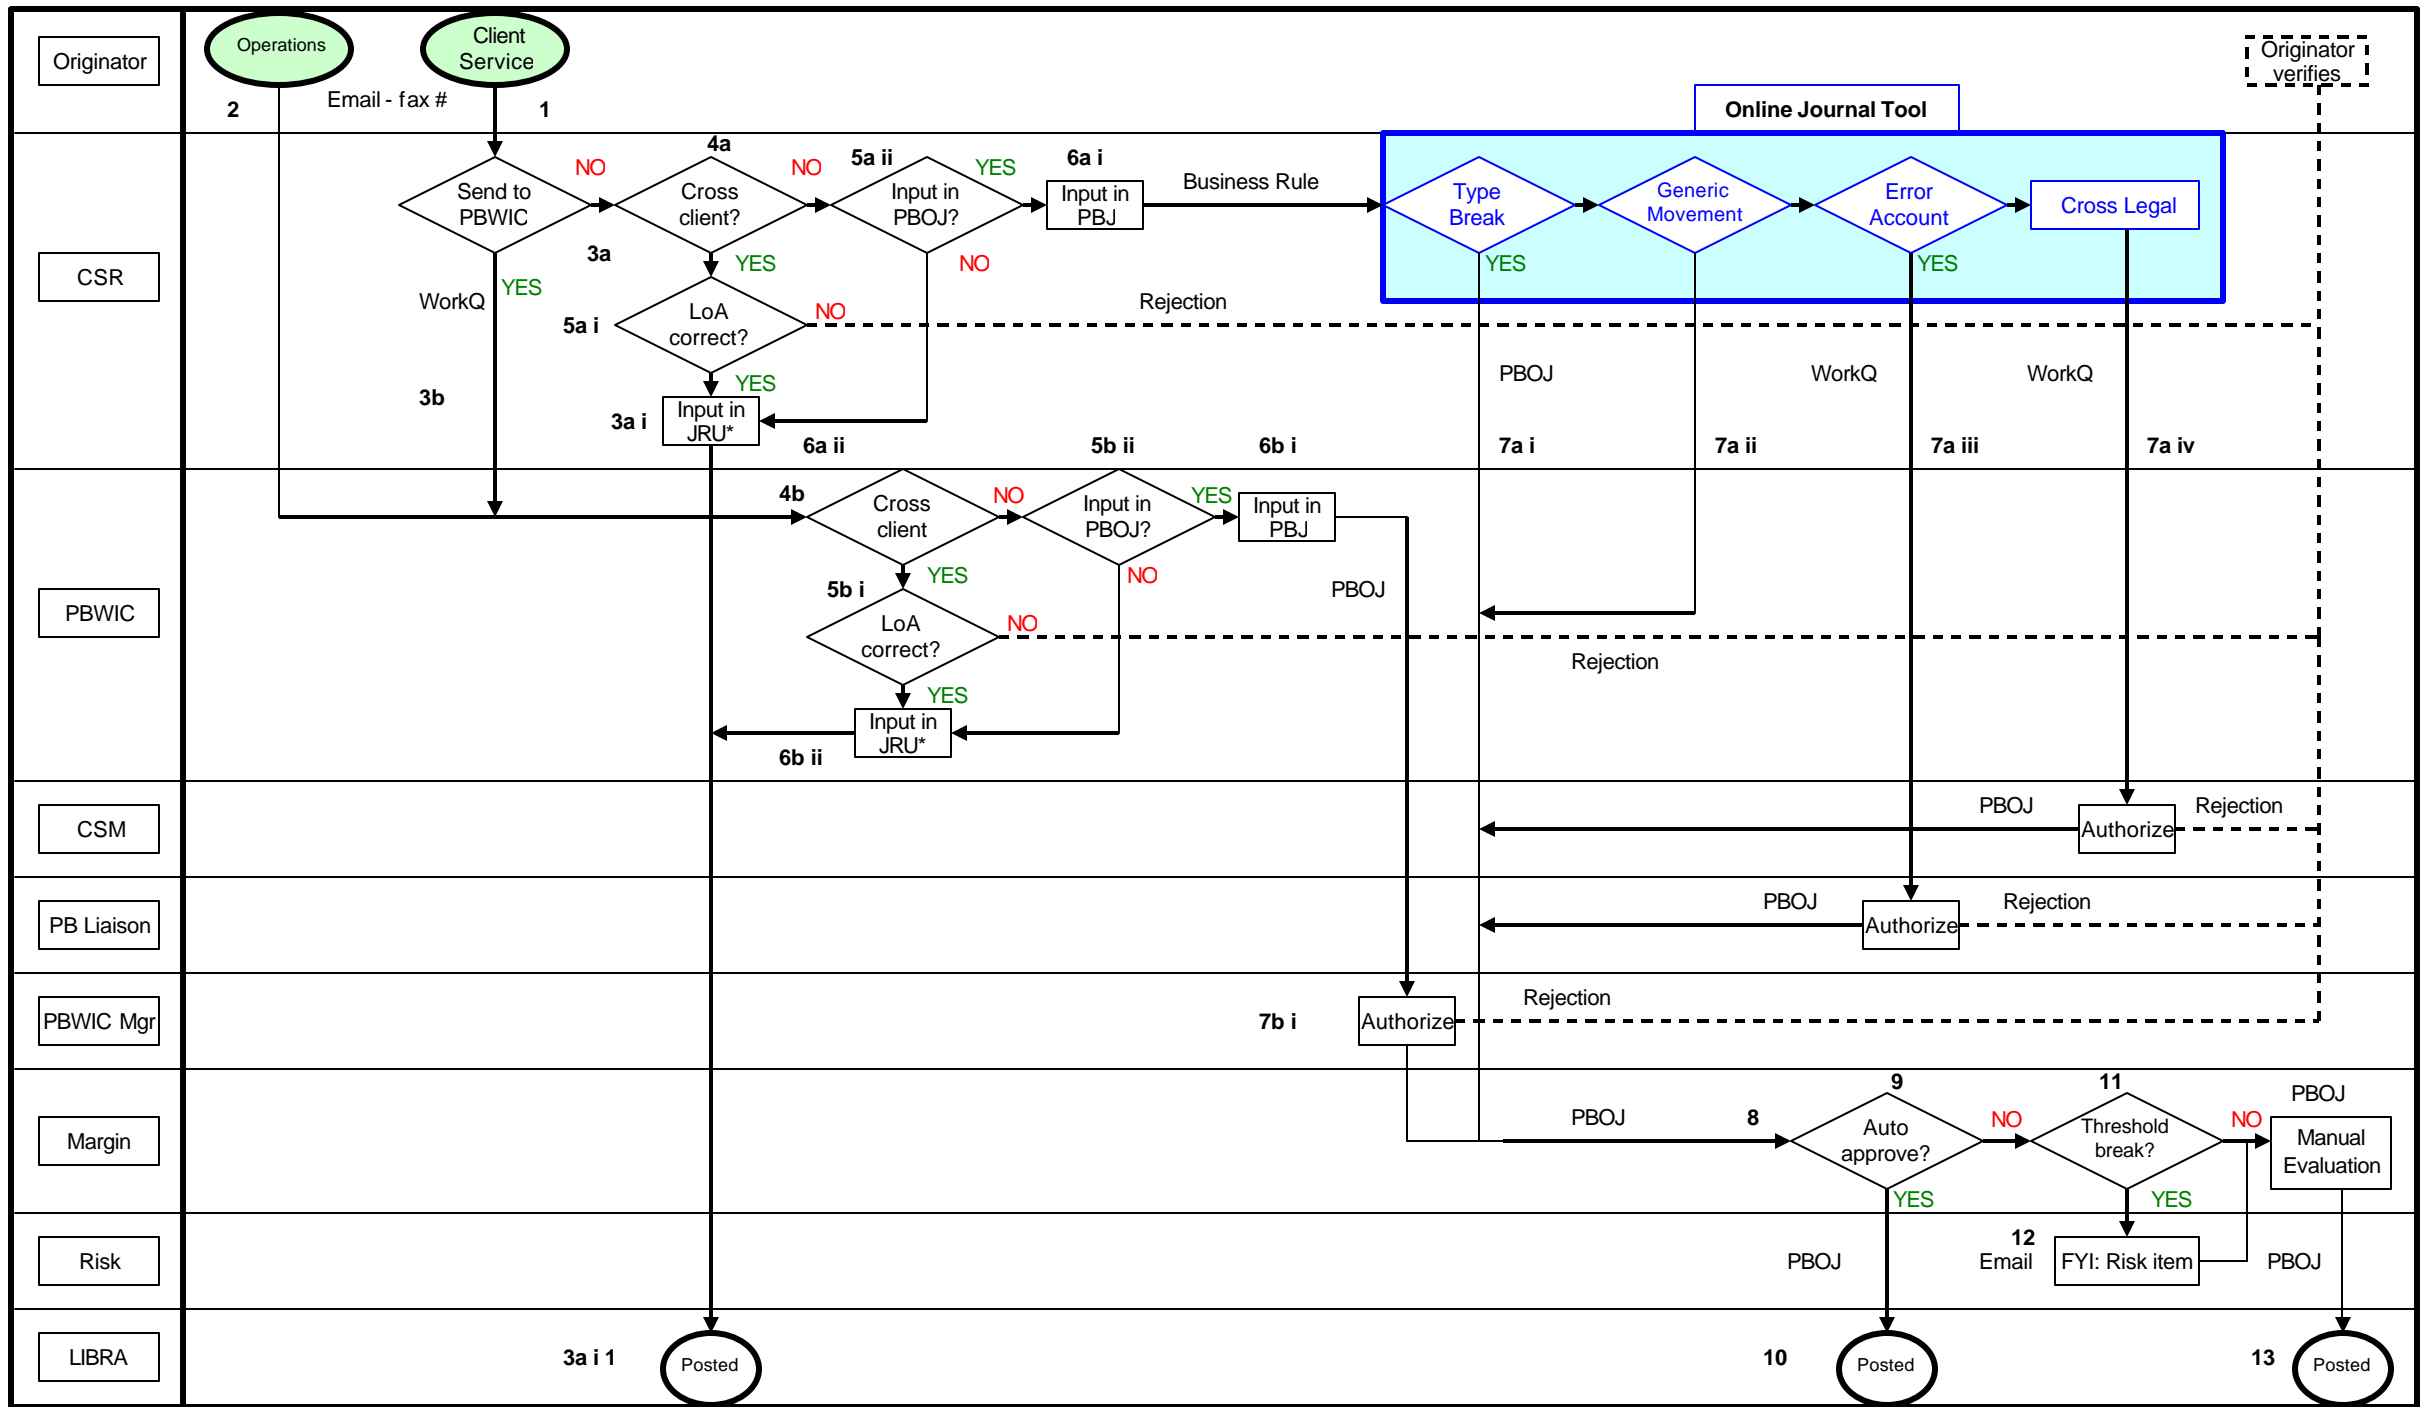 Originator
Operations
Client
Service
Originator
verifies
2
Email - fax #
1
Online Journal Tool
CSR
4a
NO
NO
5a ii
YES
6a i
Send to
PBWIC
Cross
client?
Input in
PBOJ?
Input in
PBJ
Business Rule
Type
Break
Generic
Movement
Error
Account
Cross Legal
3a
YES
NO
YES
YES
WorkQ
YES
5a i
LoA
correct?
NO
Rejection
3b
YES
PBOJ
WorkQ
WorkQ
3a i
Input in
JRU*
6a ii
5b ii
6b i
7a i
7a ii
7a iii
7a iv
PBWIC
4b
Cross
client
NO
Input in
PBOJ?
YES
Input in
PBJ
5b i
YES
NO
PBOJ
LoA
correct?
NO
Rejection
YES
Input in
JRU*
6b ii
CSM
PBOJ
Authorize
Rejection
PB Liaison
PBOJ
Authorize
Rejection
PBWIC Mgr
7b i
Authorize
Rejection
Margin
PBOJ
8
9
Auto
approve?
NO
11
Threshold
break?
NO
PBOJ
Manual
Evaluation
YES
YES
Risk
PBOJ
12
Email
FYI: Risk item
PBOJ
LIBRA
3a i 1
Posted
10
Posted
13
Posted